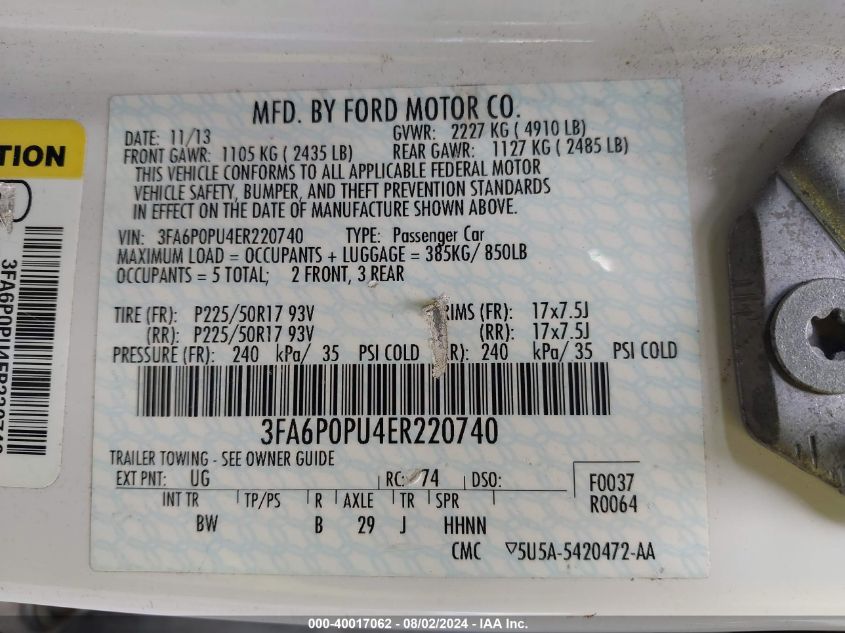 MFD. BY FORD MOTOR CO.
DATE: 11/13 GVWR: 2227 KG ( 4910 LB)
FRONT GAWR: 1105 KG ( 2435 LB) REAR GAWR: 1127 KG ( 2485 LB)
THIS VEHICLE CONFORMS TO ALL APPLICABLE FEDERAL MOTOR
VEHICLE SAFETY, BUMPER, AND THEFT PREVENTION STANDARDS
IN EFFECT ON THE DATE OF MANUFACTURE SHOWN ABOVE.
VIN: 3FA6P0PU4ER220740 TYPE: Passenger Car
MAXIMUM LOAD = OCCUPANTS + LUGGAGE = 385KG/ 850LB
OCCUPANTS = 5 TOTAL; 2 FRONT, 3 REAR
TIRE (FR): P225/50R17 93V RIMS (FR): 17x7.5J
(RR): P225/50R17 93V (RR): 17x7.5J
PRESSURE (FR): 240 kPa/ 35 PSI COLD R): 240 kPa/ 35 PSI COLD
3FA6P0PU4ER220740
TRAILER TOWING - SEE OWNER GUIDE
EXT PNT: UG RC: 74 DSO: F0037
R0064
INT TR TP/PS R AXLE TR SPR
BW B 29 J HHNN
CMC ▽5U5A-5420472-AA
TION
3FA6P0PU4ER220740
000-40017062 - 08/02/2024 - IAA Inc.